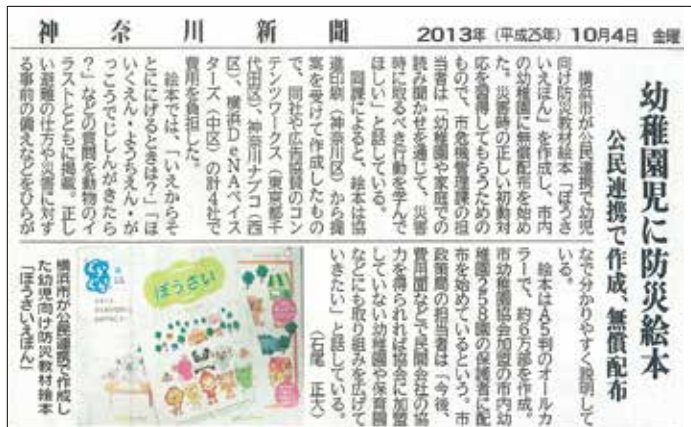 神奈川新聞 2013年(平成25年)10月4日 金曜
幼稚園児に防災絵本
公民連携で作成、無償配布
横浜市が公民連携で幼児
向け防災教材絵本「ぼうさ
いえほん」を作成し、市内
の幼稚園に無償配布を始め
た。災害時の正しい初動対
応を習得してもらうための
もので、市危機管理課の担
当者は「幼稚園や家庭での
読み聞かせを通じて、災害
時に取るべき行動を学んで
ほしい」と話している。
同課によると、絵本は協
進印刷(神奈川区)から提
案を受けて作成したもの
で、同社や広告協賛のコン
テンツワークス(東京都千
代田区)、神奈川ナブコ(西
区)、横浜DeNAベイス
ターズ(中区)の計4社で
費用を負担した。
絵本では、「いえからそ
とににげるときは?」「ほ
いくえん・ようちえん・が
っこうで・じしんがきたら
?」などの質問を動物のイ
ラストとともに掲載。正し
い避難の仕方や災害に対す
る事前の備えなどをひらが
なで分かりやすく説明して
いる。
絵本はA5判のオールカ
ラーで、約6万部を作成。
市幼稚園協会加盟の市内幼
稚園258園の保護者に配
布を始めているという。市
政策局の担当者は「今後、
費用面などで民間会社の協
力を得られれば協会に加盟
していない幼稚園や保育園
などにも取り組みを広げて
いきたい」と話している。
(石尾 正大)
ぼうさい
横浜市が公民連携で作成し
た幼児向け防災教材絵本
「ぼうさいえほん」